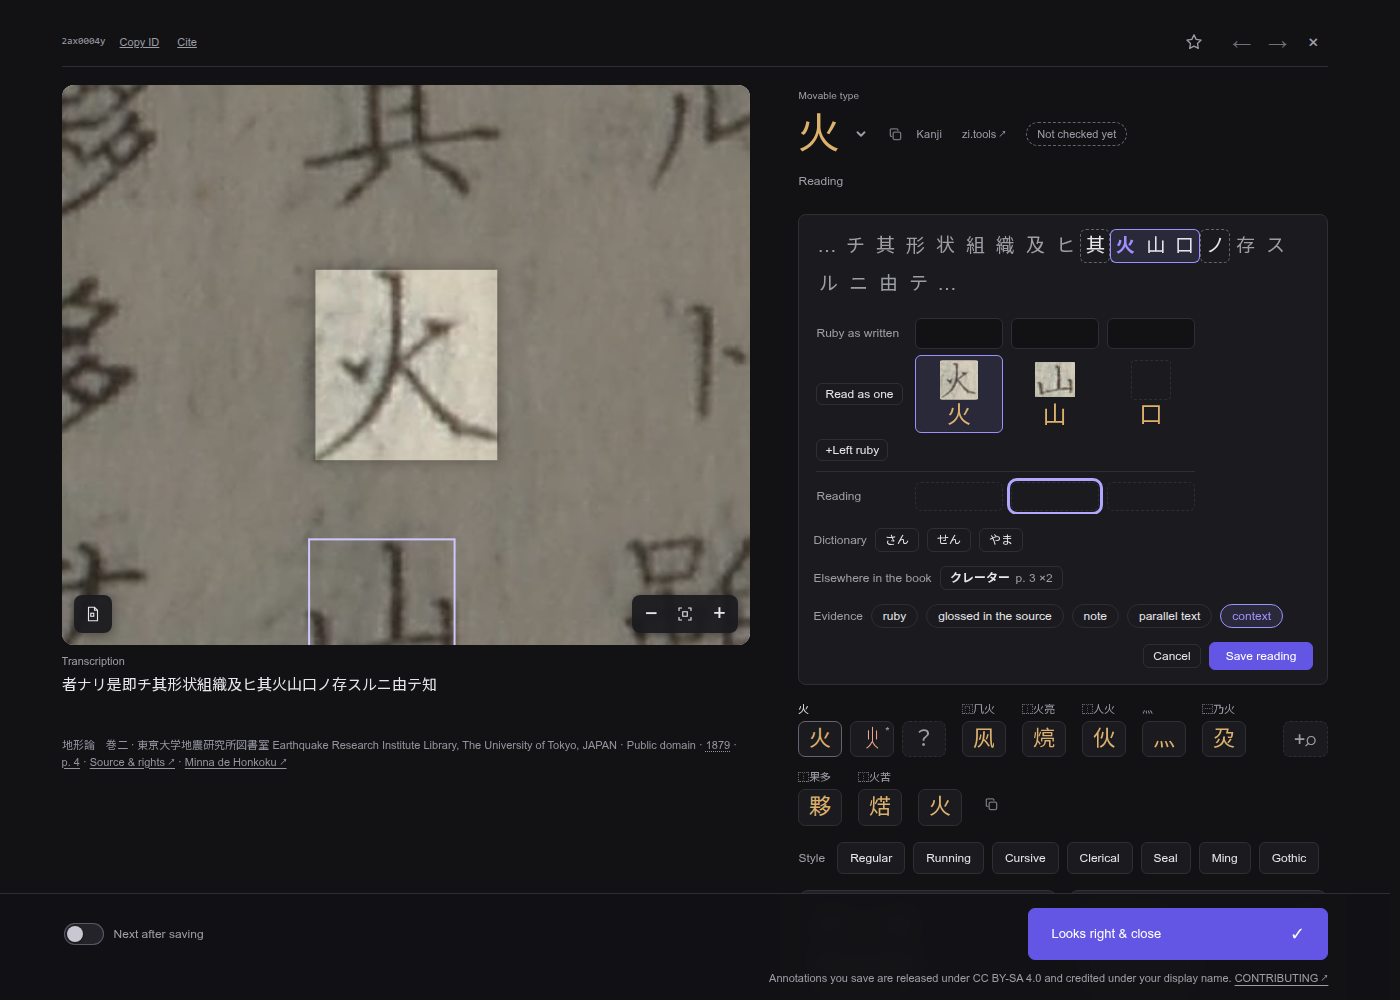 2ax0004y Copy ID Cite
Movable type
火 Kanji zi.tools↗ Not checked yet
Reading
… チ 其 形 状 組 織 及 ヒ 其 火 山 口 ノ 存 ス
ル ニ 由 テ …
Ruby as written
Read as one 火 山 口
+Left ruby
Reading
Dictionary さん せん やま
Elsewhere in the book クレーター p. 3 ×2
Evidence ruby glossed in the source note parallel text context
Cancel Save reading
Transcription
者ナリ是即チ其形状組織及ヒ其火山口ノ存スルニ由テ知
地形論 巻二 · 東京大学地震研究所図書室 Earthquake Research Institute Library, The University of Tokyo, JAPAN · Public domain · 1879 ·
p. 4 · Source & rights ↗ · Minna de Honkoku ↗
Style Regular Running Cursive Clerical Seal Ming Gothic
Next after saving
Looks right & close ✓
Annotations you save are released under CC BY-SA 4.0 and credited under your display name. CONTRIBUTING ↗